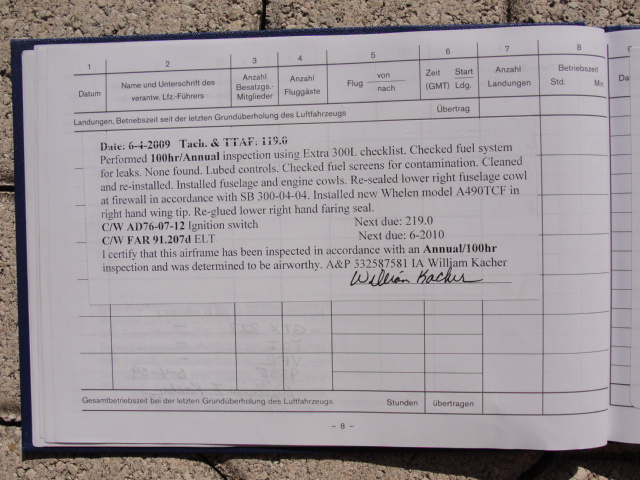 1 2 3 4 5 6 7 8
Datum
Name und Unterschrift des
verantw. Lfz.-Führers
Anzahl
Besatzgs.-
Mitglieder
Anzahl
Fluggäste
Flug von
nach
Zeit Start
(GMT) Ldg.
Anzahl
Landungen
Betriebszeit
Std. Min.
Da
Landungen, Betriebszeit seit der letzten Grundüberholung des Luftfahrzeugs
Übertrag
Date: 6-4-2009 Tach. & TTAF: 119.0
Performed 100hr/Annual inspection using Extra 300L checklist. Checked fuel system
for leaks. None found. Lubed controls. Checked fuel screens for contamination. Cleaned
and re-installed. Installed fuselage and engine cowls. Re-sealed lower right fuselage cowl
at firewall in accordance with SB 300-04-04. Installed new Whelen model A490TCF in
right hand wing tip. Re-glued lower right hand faring seal.
C/W AD76-07-12 Ignition switch Next due: 219.0
C/W FAR 91.207d ELT Next due: 6-2010
I certify that this airframe has been inspected in accordance with an Annual/100hr
inspection and was determined to be airworthy. A&P 532587581 IA William Kacher
William Kacher
Gesamtbetriebszeit bei der letzten Grundüberholung des Luftfahrzeugs Stunden übertragen
– 8 –